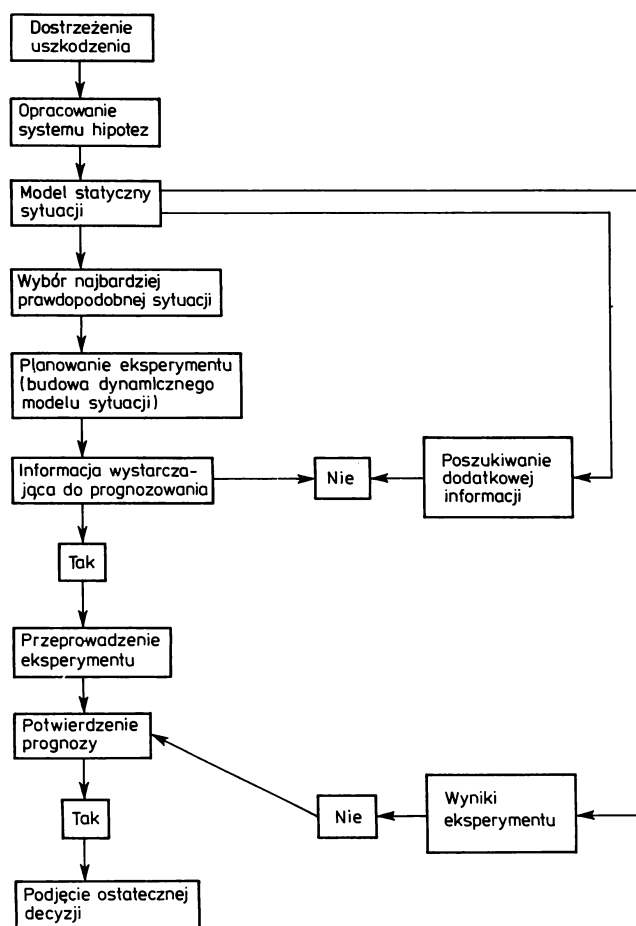 Dostrzeżenie
uszkodzenia
Opracowanie
systemu hipotez
Model statyczny
sytuacji
Wybór najbardziej
prawdopodobnej sytuacji
Planowanie eksperymentu
(budowa dynamicznego
modelu sytuacji)
Informacja wystarcza-
jąca do prognozowania
Nie
Poszukiwanie
dodatkowej
informacji
Tak
Przeprowadzenie
eksperymentu
Potwierdzenie
prognozy
Nie
Wyniki
eksperymentu
Tak
Podjęcie ostatecznej
decyzji